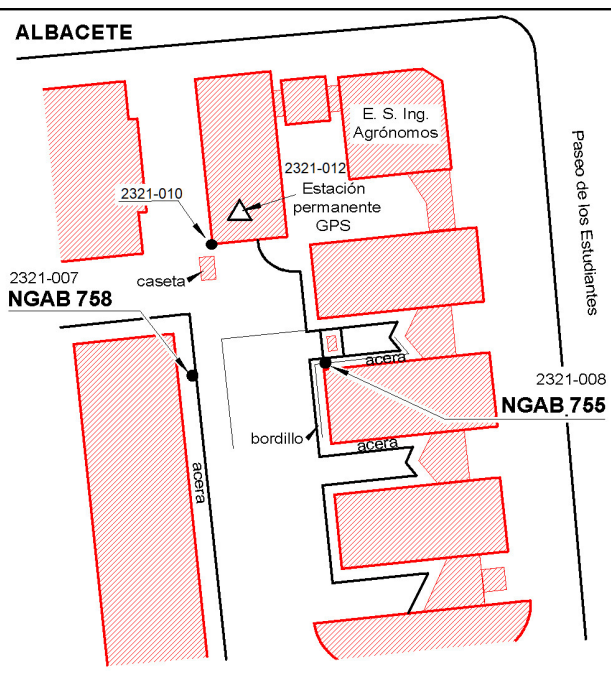 ALBACETE
E. S. Ing.
Agrónomos
Paseo de los Estudiantes
2321-012
Estación
permanente
GPS
2321-010
caseta
2321-007
NGAB 758
acera
2321-008
NGAB 755
bordillo
acera
acera